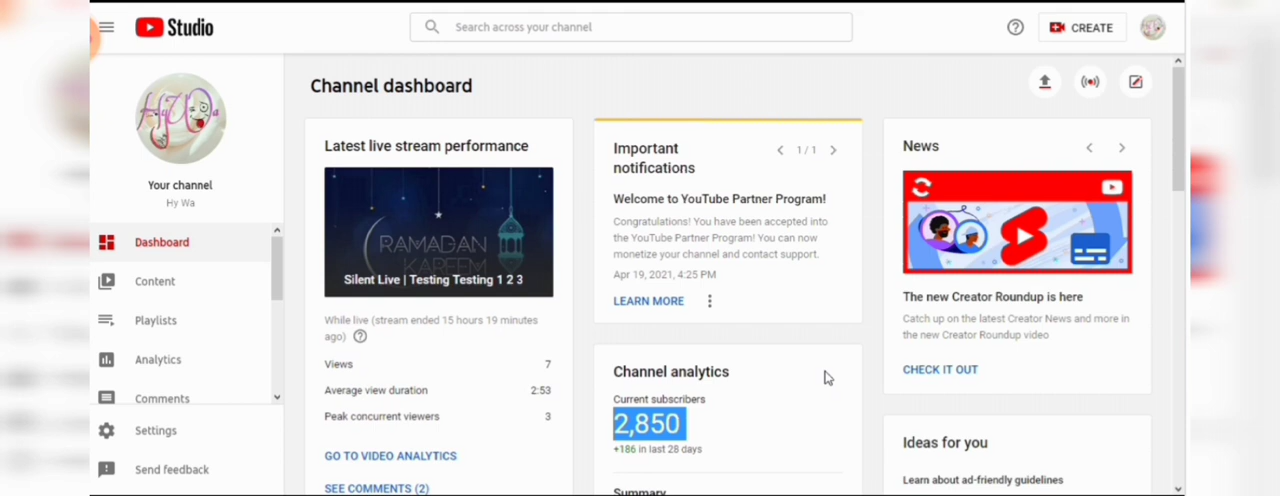 Studio
Search across your channel
CREATE
Your channel
Hy Wa
Dashboard
Content
Playlists
Analytics
Comments
Settings
Send feedback
Channel dashboard
Latest live stream performance
RAMADAN
KAREEM
Silent Live | Testing Testing 1 2 3
While live (stream ended 15 hours 19 minutes
ago)
Views 7
Average view duration 2:53
Peak concurrent viewers 3
GO TO VIDEO ANALYTICS
SEE COMMENTS (2)
Important
notifications
1 / 1
Welcome to YouTube Partner Program!
Congratulations! You have been accepted into
the YouTube Partner Program! You can now
monetize your channel and contact support.
Apr 19, 2021, 4:25 PM
LEARN MORE
Channel analytics
Current subscribers
2,850
+186 in last 28 days
Summary
News
The new Creator Roundup is here
Catch up on the latest Creator News and more in
the new Creator Roundup video
CHECK IT OUT
Ideas for you
Learn about ad-friendly guidelines